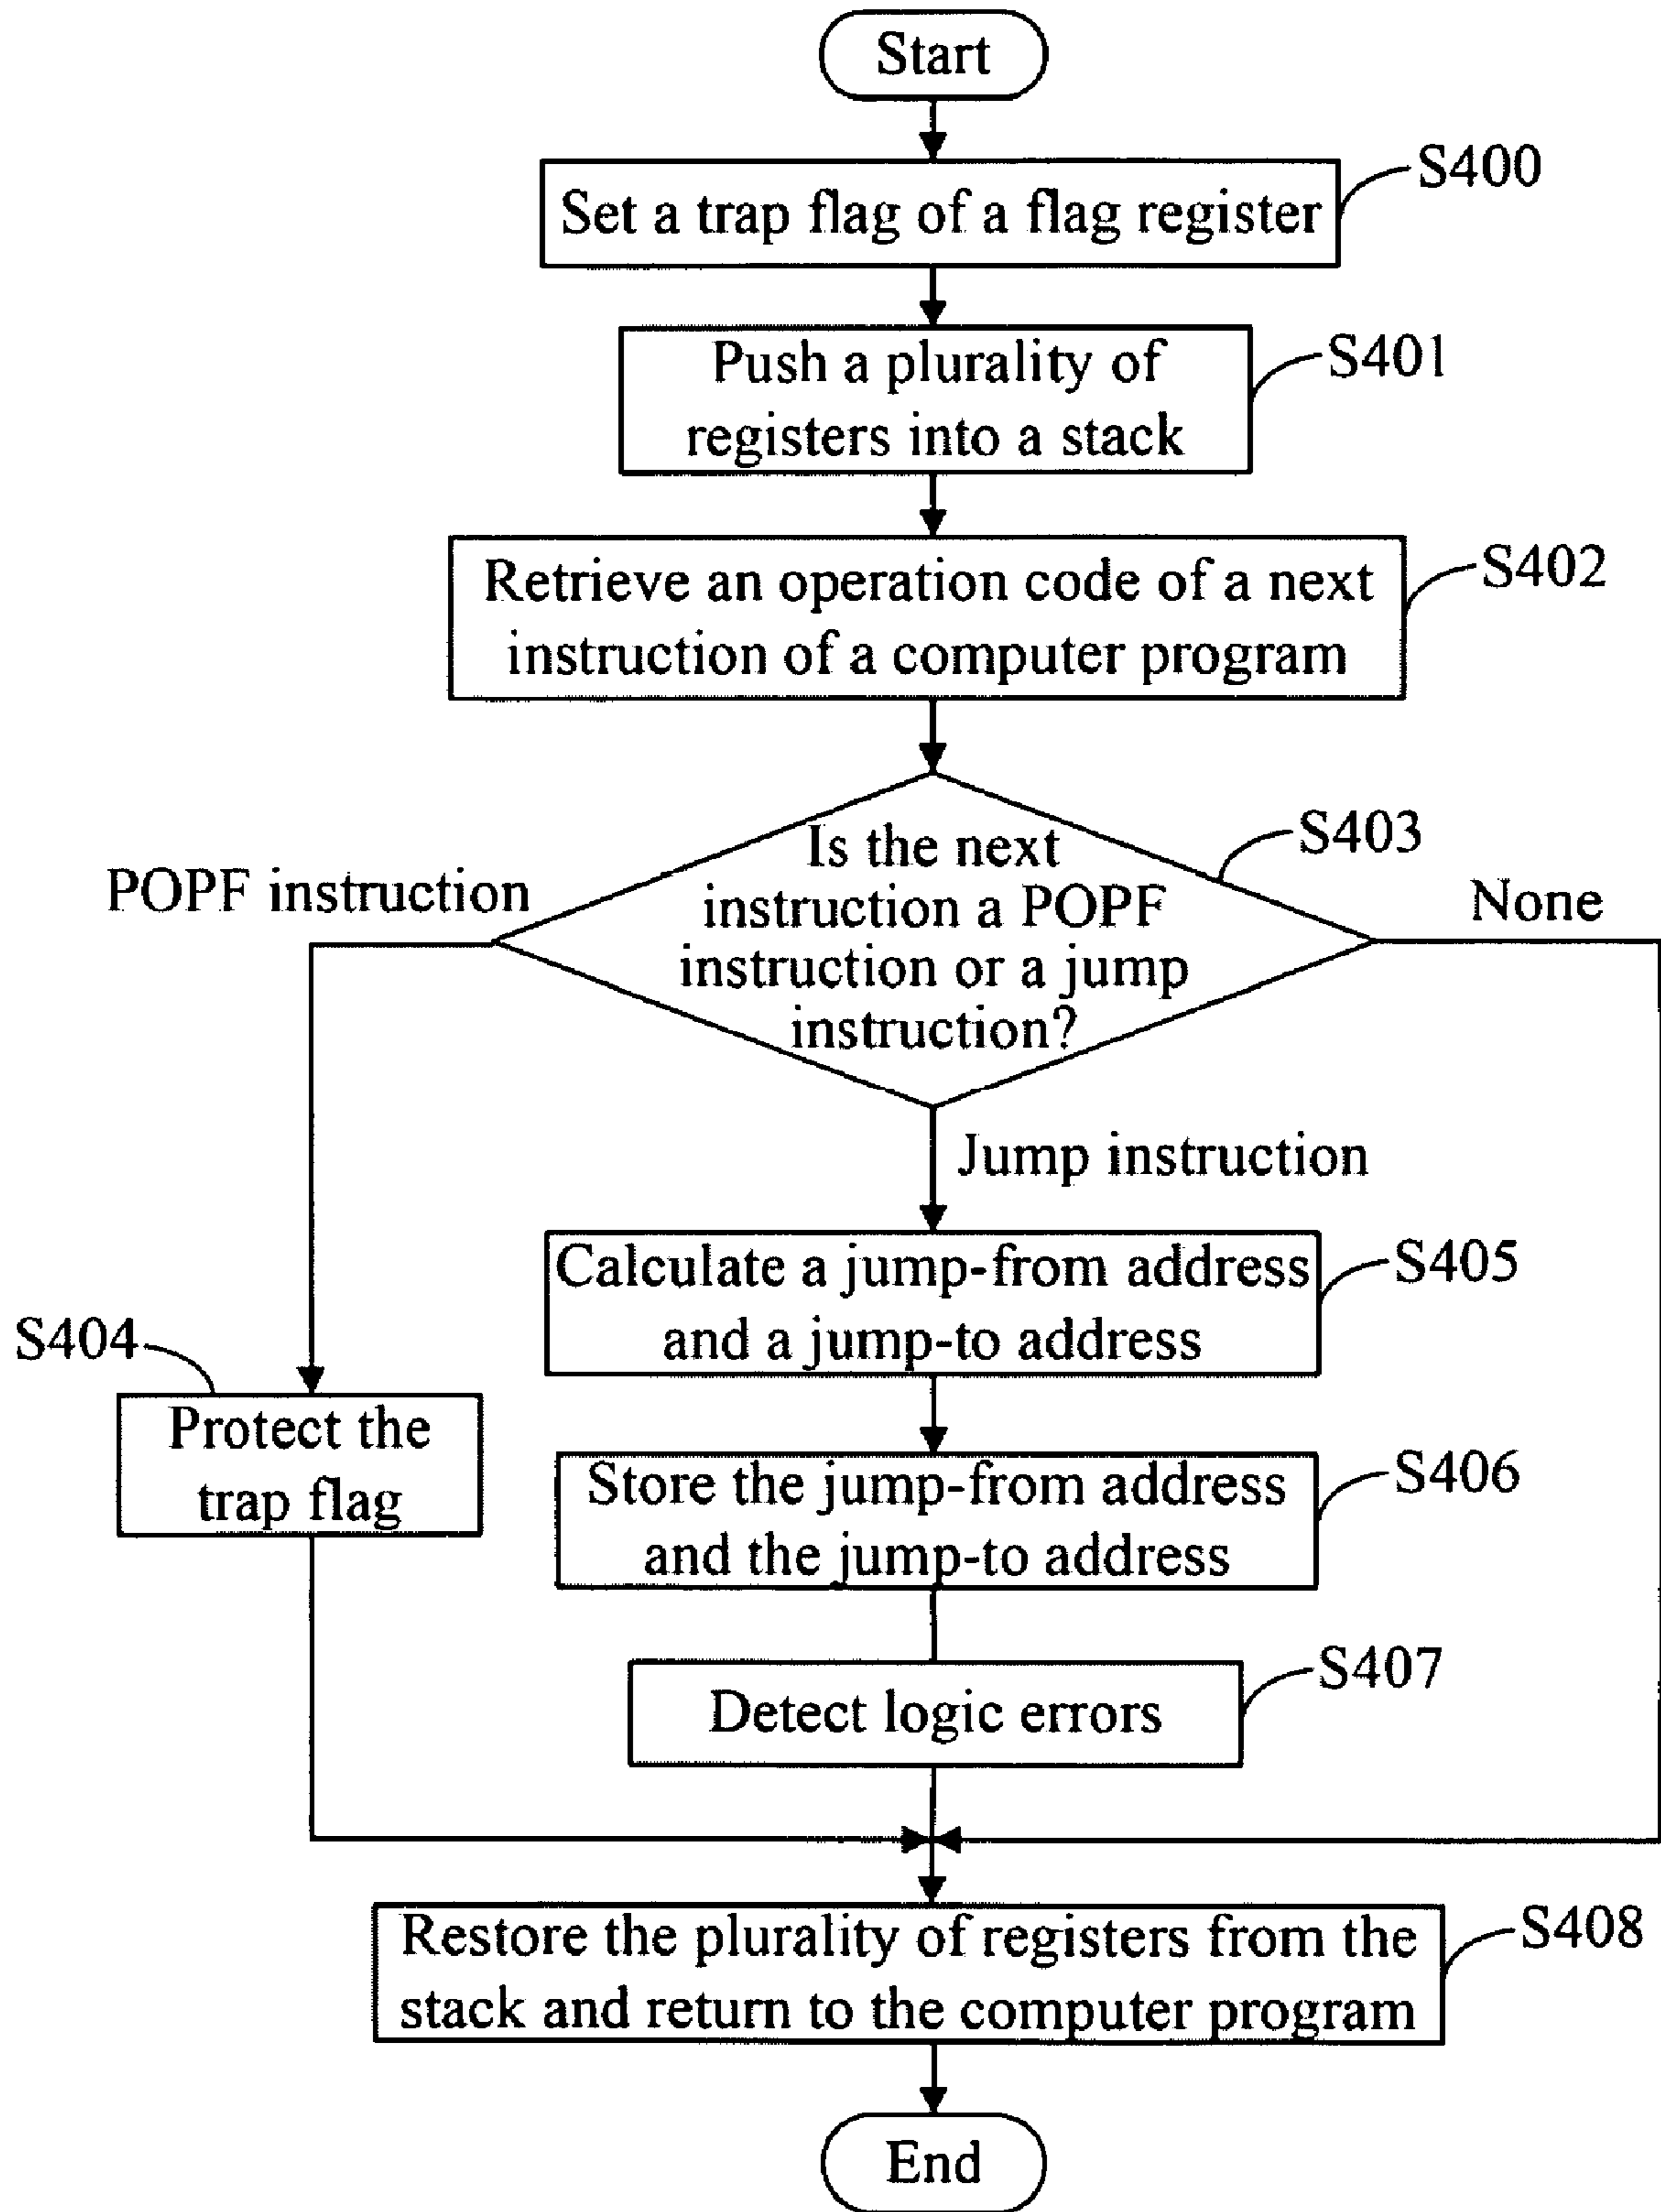 Start
S400
Set a trap flag of a flag register
S401
Push a plurality of
registers into a stack
S402
Retrieve an operation code of a next
instruction of a computer program
S403
Is the next
instruction a POPF
instruction or a jump
instruction?
POPF instruction
None
Jump instruction
S405
Calculate a jump-from address
and a jump-to address
S404
Protect the
trap flag
S406
Store the jump-from address
and the jump-to address
S407
Detect logic errors
S408
Restore the plurality of registers from the
stack and return to the computer program
End